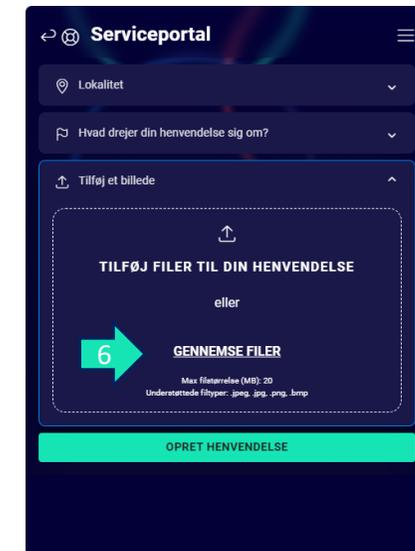 Serviceportal
Lokalitet
Hvad drejer din henvendelse sig om?
Tilføj et billede
TILFØJ FILER TIL DIN HENVENDELSE
eller
6
GENNEMSE FILER
Max filstørrelse (MB): 20
Understøttede filtyper: .jpeg, .jpg, .png, .bmp
OPRET HENVENDELSE